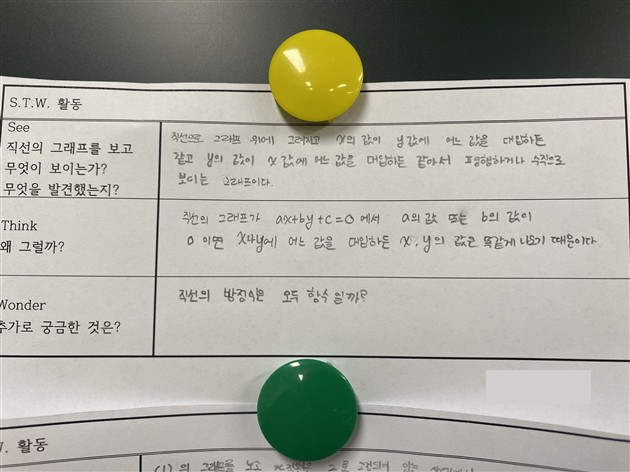 S.T.W. 활동
See
직선의 그래프를 보고
무엇이 보이는가?
무엇을 발견했는지?
직선으로 그래프 위에 그려지고 x의 값이 y값에 어느 값을 대입하든
같고 y의 값이 x값에 어느 값을 대입하든 같아서 평행하거나 수직으로
보이는 그래프이다.
Think
왜 그럴까?
직선의 그래프가 ax+by+c=0 에서 a의 값 또는 b의 값이
0 이면 x나 y에 어느 값을 대입하든 x, y의 값은 똑같게 나오기 때문이다
Wonder
추가로 궁금한 것은?
직선의 방정식은 모두 함수 일까?
W. 활동
(1)의 그래프를 보고